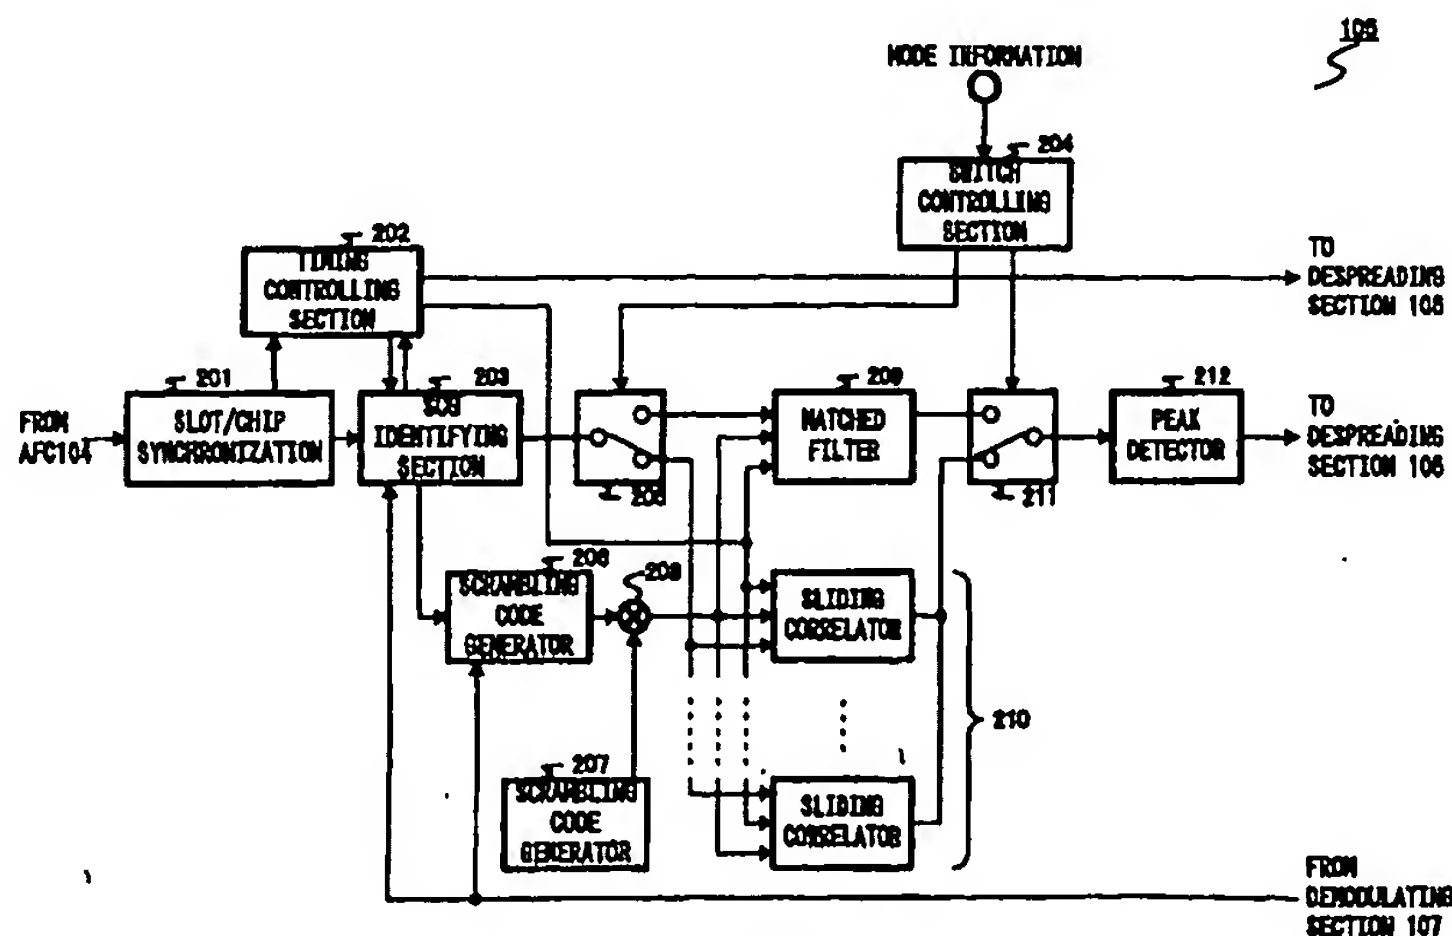 105
MODE INFORMATION
204
SWITCH
CONTROLLING
SECTION
202
TIMING
CONTROLLING
SECTION
TO
DESPREADING
SECTION 106
201
SLOT/CHIP
SYNCHRONIZATION
FROM
AFC104
203
SCG
IDENTIFYING
SECTION
205
209
MATCHED
FILTER
211
212
PEAK
DETECTOR
TO
DESPREADING
SECTION 106
206
SCRAMBLING
CODE
GENERATOR
208
SLIDING
CORRELATOR
210
207
SCRAMBLING
CODE
GENERATOR
SLIDING
CORRELATOR
FROM
DEMODULATING
SECTION 107